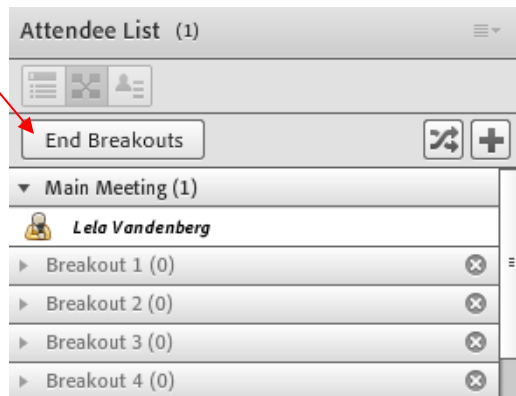 Attendee List (1)
End Breakouts
Main Meeting (1)
Lela Vandenberg
Breakout 1 (0)
Breakout 2 (0)
Breakout 3 (0)
Breakout 4 (0)